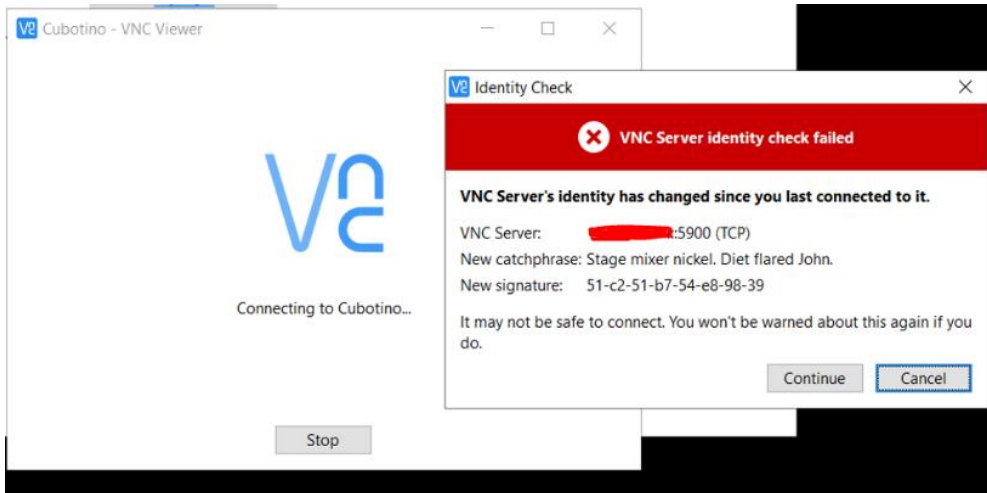 Cubotino - VNC Viewer
Connecting to Cubotino...
Stop
Identity Check
VNC Server identity check failed
VNC Server's identity has changed since you last connected to it.
VNC Server: :5900 (TCP)
New catchphrase: Stage mixer nickel. Diet flared John.
New signature: 51-c2-51-b7-54-e8-98-39
It may not be safe to connect. You won't be warned about this again if you
do.
Continue Cancel